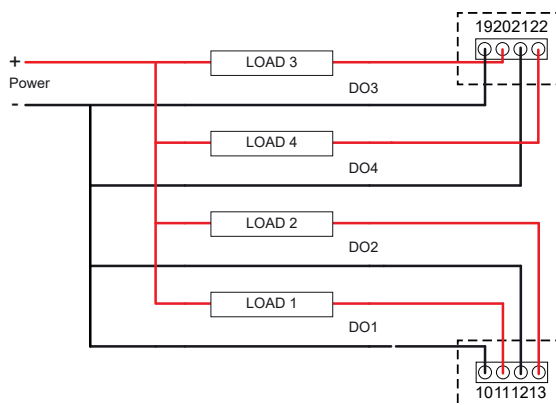 19202122
+
LOAD 3
Power
DO3
-
LOAD 4
DO4
LOAD 2
DO2
LOAD 1
DO1
10111213